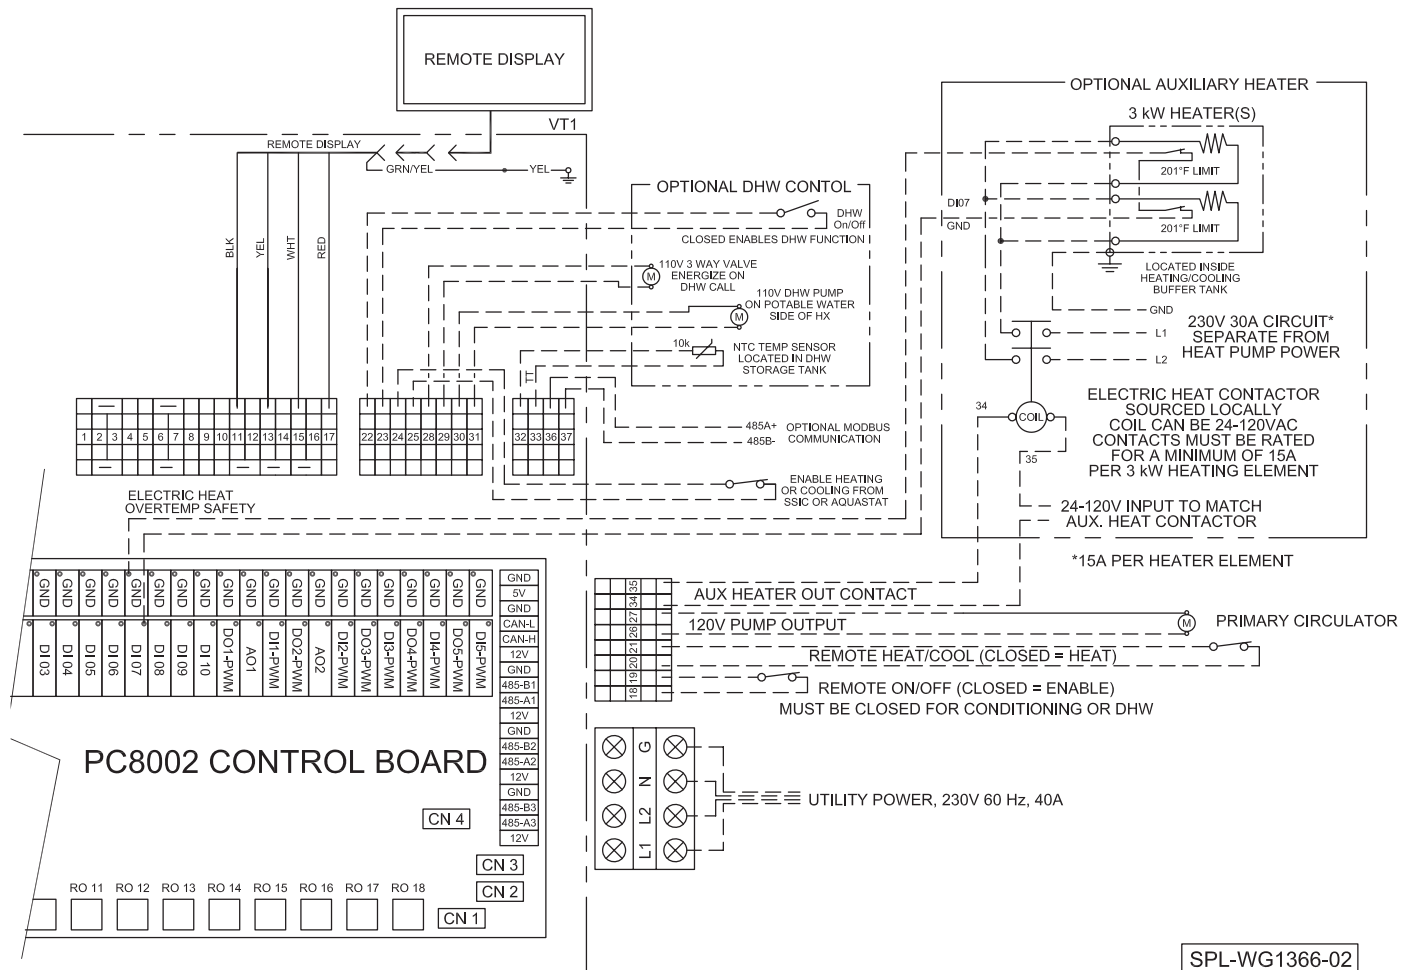 REMOTE DISPLAY
VT1
REMOTE DISPLAY
GRN/YEL
YEL
BLK
YEL
WHT
RED
OPTIONAL DHW CONTOL
DHW
On/Off
CLOSED ENABLES DHW FUNCTION
110V 3 WAY VALVE
ENERGIZE ON
DHW CALL
M
110V DHW PUMP
ON POTABLE WATER
SIDE OF HX
M
10k
NTC TEMP SENSOR
LOCATED IN DHW
STORAGE TANK
TT
OPTIONAL AUXILIARY HEATER
3 kW HEATER(S)
201°F LIMIT
201°F LIMIT
DI07
GND
LOCATED INSIDE
HEATING/COOLING
BUFFER TANK
GND
L1
L2
230V 30A CIRCUIT*
SEPARATE FROM
HEAT PUMP POWER
34
COIL
35
ELECTRIC HEAT CONTACTOR
SOURCED LOCALLY
COIL CAN BE 24-120VAC
CONTACTS MUST BE RATED
FOR A MINIMUM OF 15A
PER 3 kW HEATING ELEMENT
24-120V INPUT TO MATCH
AUX. HEAT CONTACTOR
*15A PER HEATER ELEMENT
1 2 3 4 5 6 7 8 9 10 11 12 13 14 15 16 17
22 23 24 25 28 29 30 31
32 33 36 37
485A+
485B-
OPTIONAL MODBUS
COMMUNICATION
ENABLE HEATING
OR COOLING FROM
SSIC OR AQUASTAT
ELECTRIC HEAT
OVERTEMP SAFETY
GND GND GND GND GND GND GND GND GND GND GND GND GND GND GND GND GND GND GND GND
DI 03 DI 04 DI 05 DI 06 DI 07 DI 08 DI 09 DI 10 DO1-PWM AO1 DI1-PWM DO2-PWM AO2 DI2-PWM DO3-PWM DI3-PWM DO4-PWM DI4-PWM DO5-PWM DI5-PWM
GND
5V
GND
CAN-L
CAN-H
12V
GND
485-B1
485-A1
12V
GND
485-B2
485-A2
12V
GND
485-B3
485-A3
12V
PC8002 CONTROL BOARD
CN 4
CN 3
CN 2
CN 1
RO 11 RO 12 RO 13 RO 14 RO 15 RO 16 RO 17 RO 18
35
34
27
26
21
20
19
18
AUX HEATER OUT CONTACT
120V PUMP OUTPUT
M
PRIMARY CIRCULATOR
REMOTE HEAT/COOL (CLOSED = HEAT)
REMOTE ON/OFF (CLOSED = ENABLE)
MUST BE CLOSED FOR CONDITIONING OR DHW
G
N
L2
L1
UTILITY POWER, 230V 60 Hz, 40A
SPL-WG1366-02